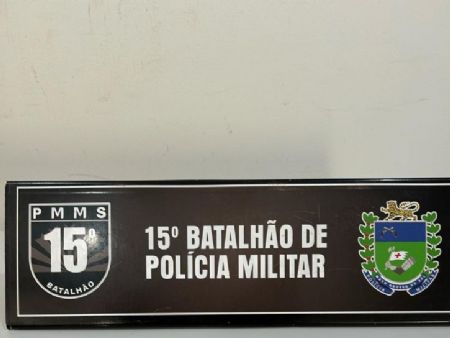 PMMS
15º
BATALHÃO
15º BATALHÃO DE
POLÍCIA MILITAR